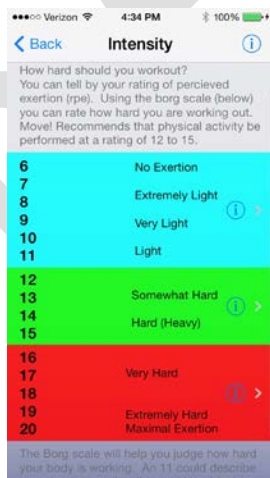 Verizon 4:34 PM 100%
Back Intensity
How hard should you workout?
You can tell by your rating of percieved
exertion (rpe). Using the borg scale (below)
you can rate how hard you are working out.
Move! Recommends that physical activity be
performed at a rating of 12 to 15.
6 No Exertion
7
8 Extremely Light
9 Very Light
10
11 Light
12
13 Somewhat Hard
14
15 Hard (Heavy)
16
17 Very Hard
18
19 Extremely Hard
20 Maximal Exertion
The Borg scale will help you judge how hard
your body is working. An 11 could describe